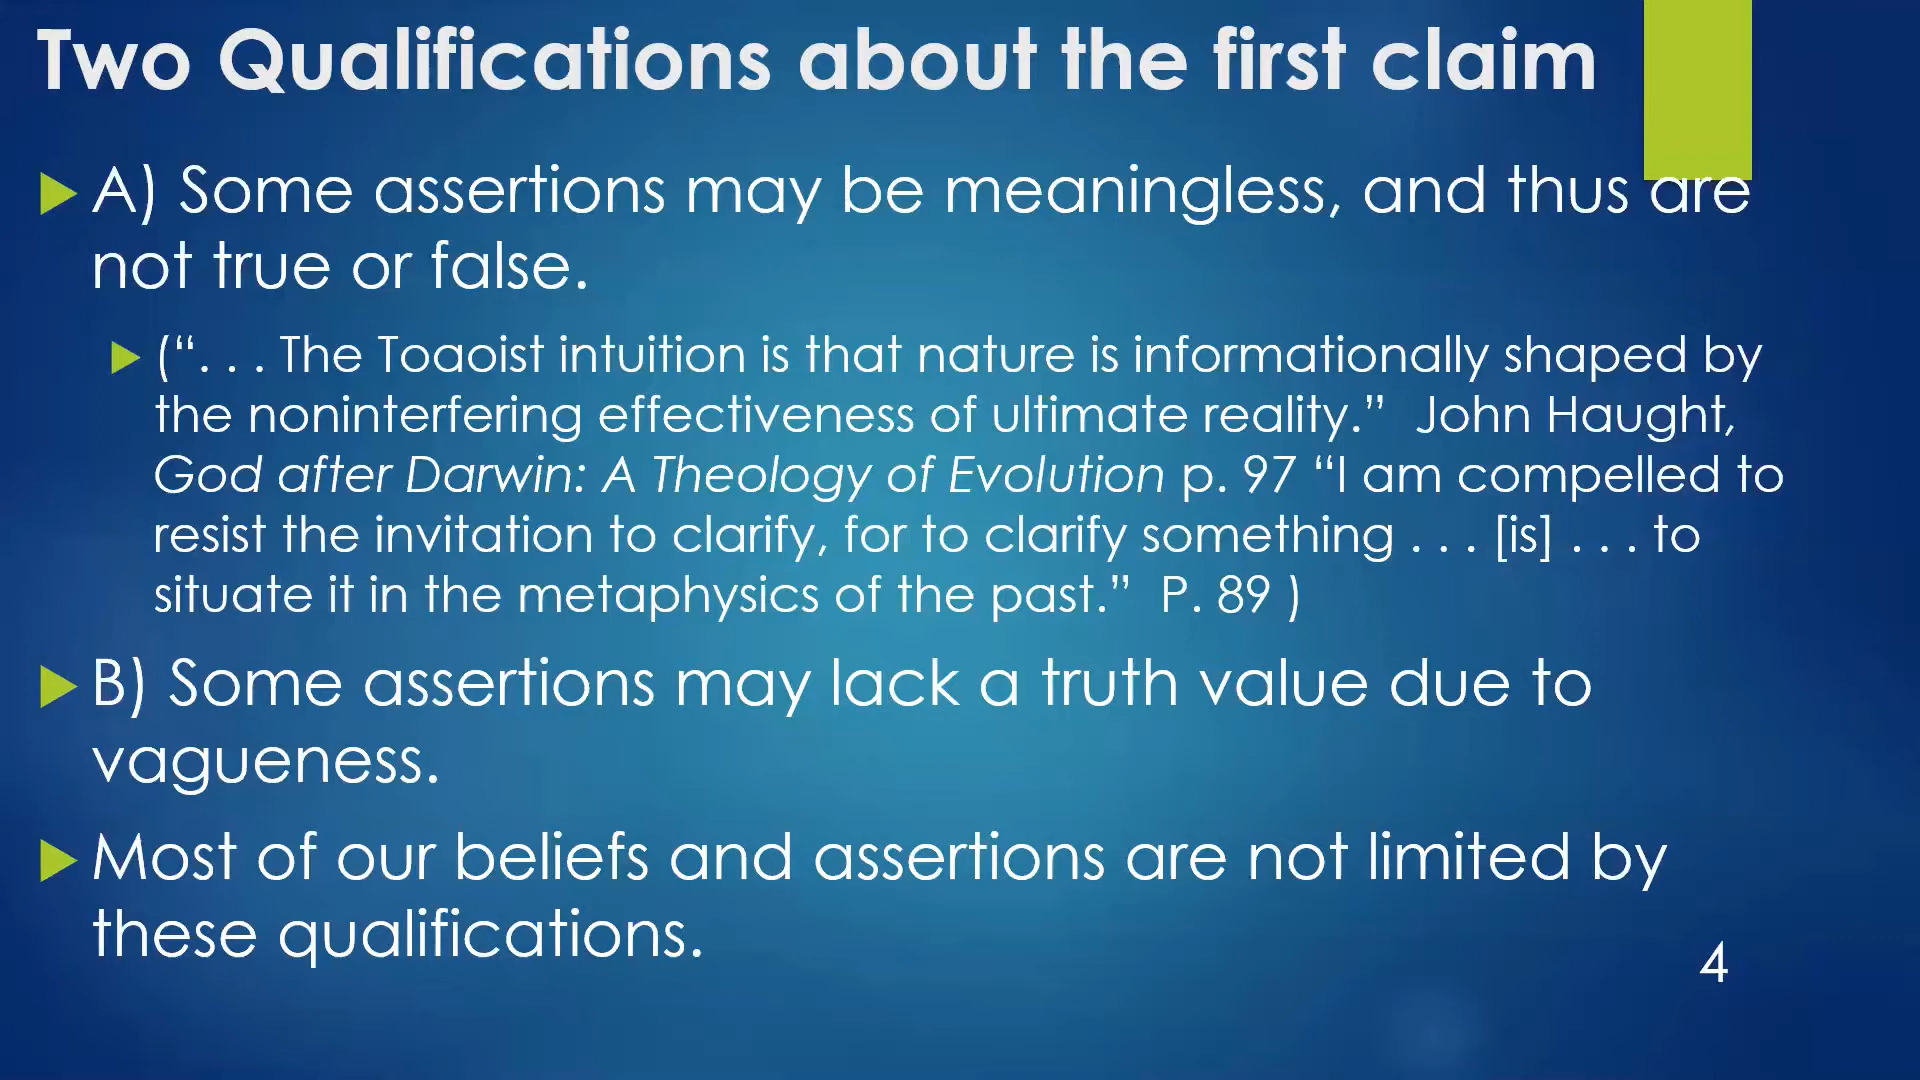 Two Qualifications about the first claim
A) Some assertions may be meaningless, and thus are
not true or false.
(“. . . The Toaoist intuition is that nature is informationally shaped by
the noninterfering effectiveness of ultimate reality.” John Haught,
God after Darwin: A Theology of Evolution p. 97 “I am compelled to
resist the invitation to clarify, for to clarify something . . . [is] . . . to
situate it in the metaphysics of the past.” P. 89 )
B) Some assertions may lack a truth value due to
vagueness.
Most of our beliefs and assertions are not limited by
these qualifications.
4